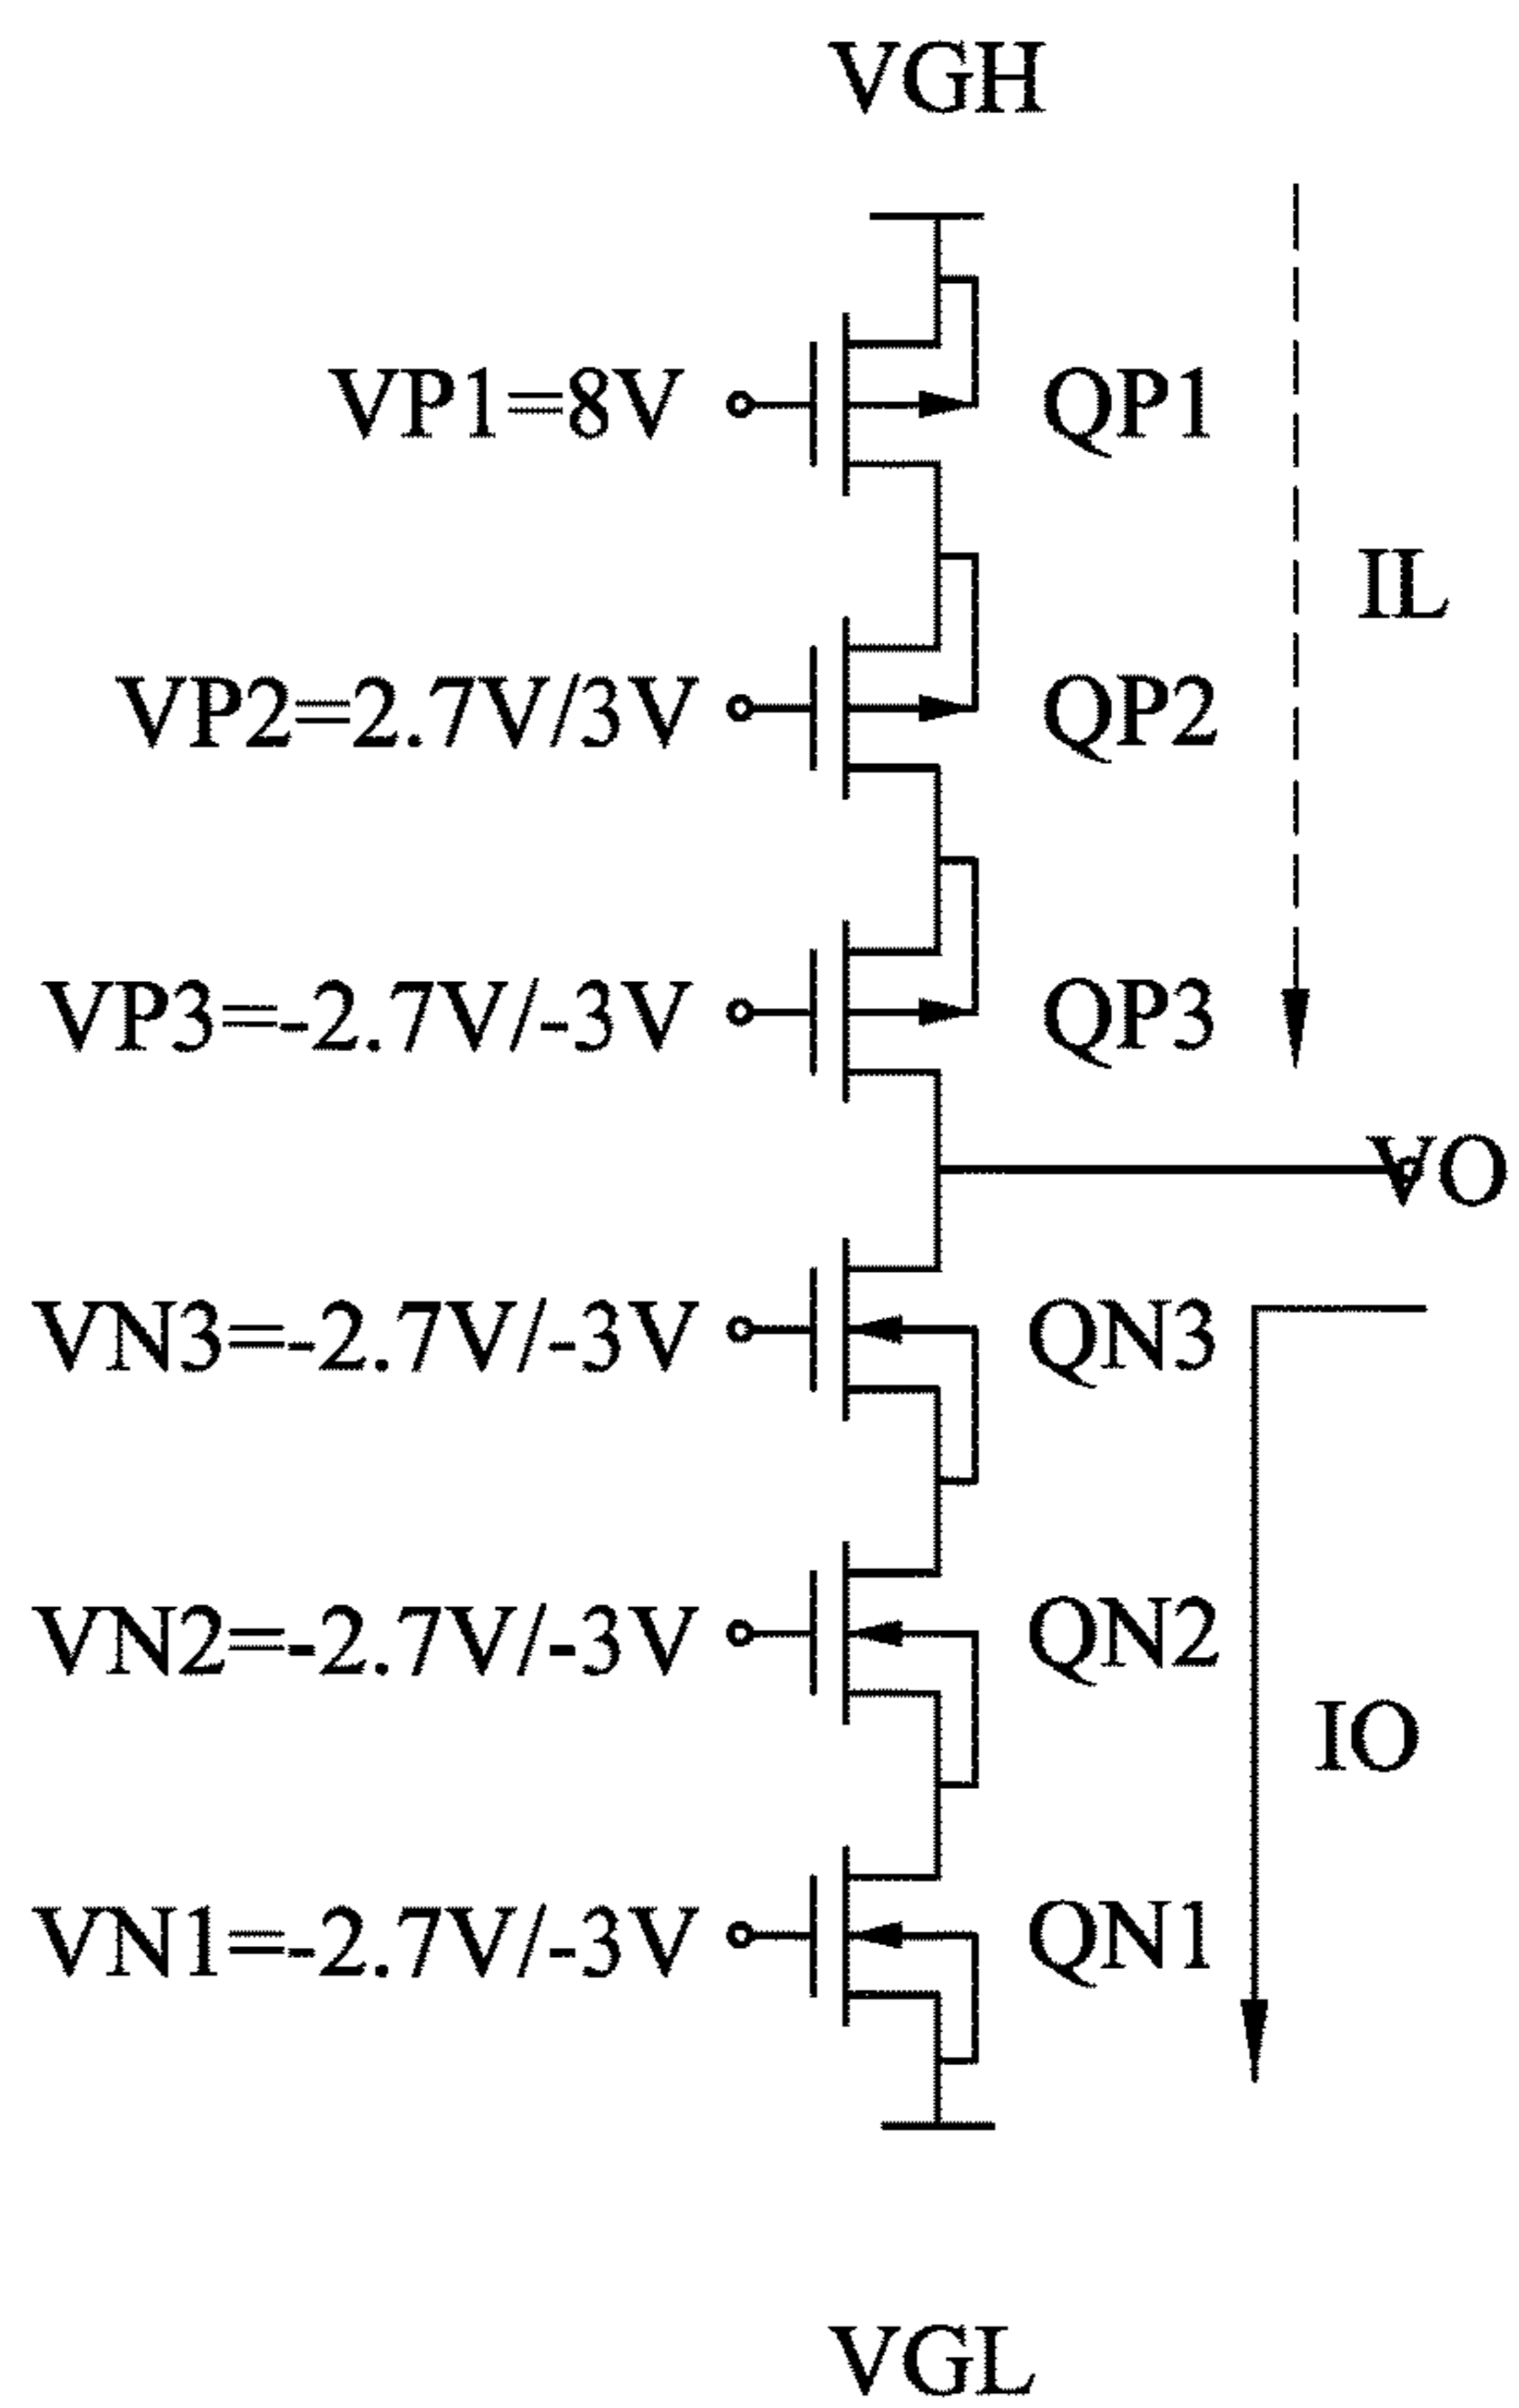 VGH
VP1=8V
QP1
IL
VP2=2.7V/3V
QP2
VP3=-2.7V/-3V
QP3
VO
VN3=-2.7V/-3V
QN3
VN2=-2.7V/-3V
QN2
IO
VN1=-2.7V/-3V
QN1
VGL